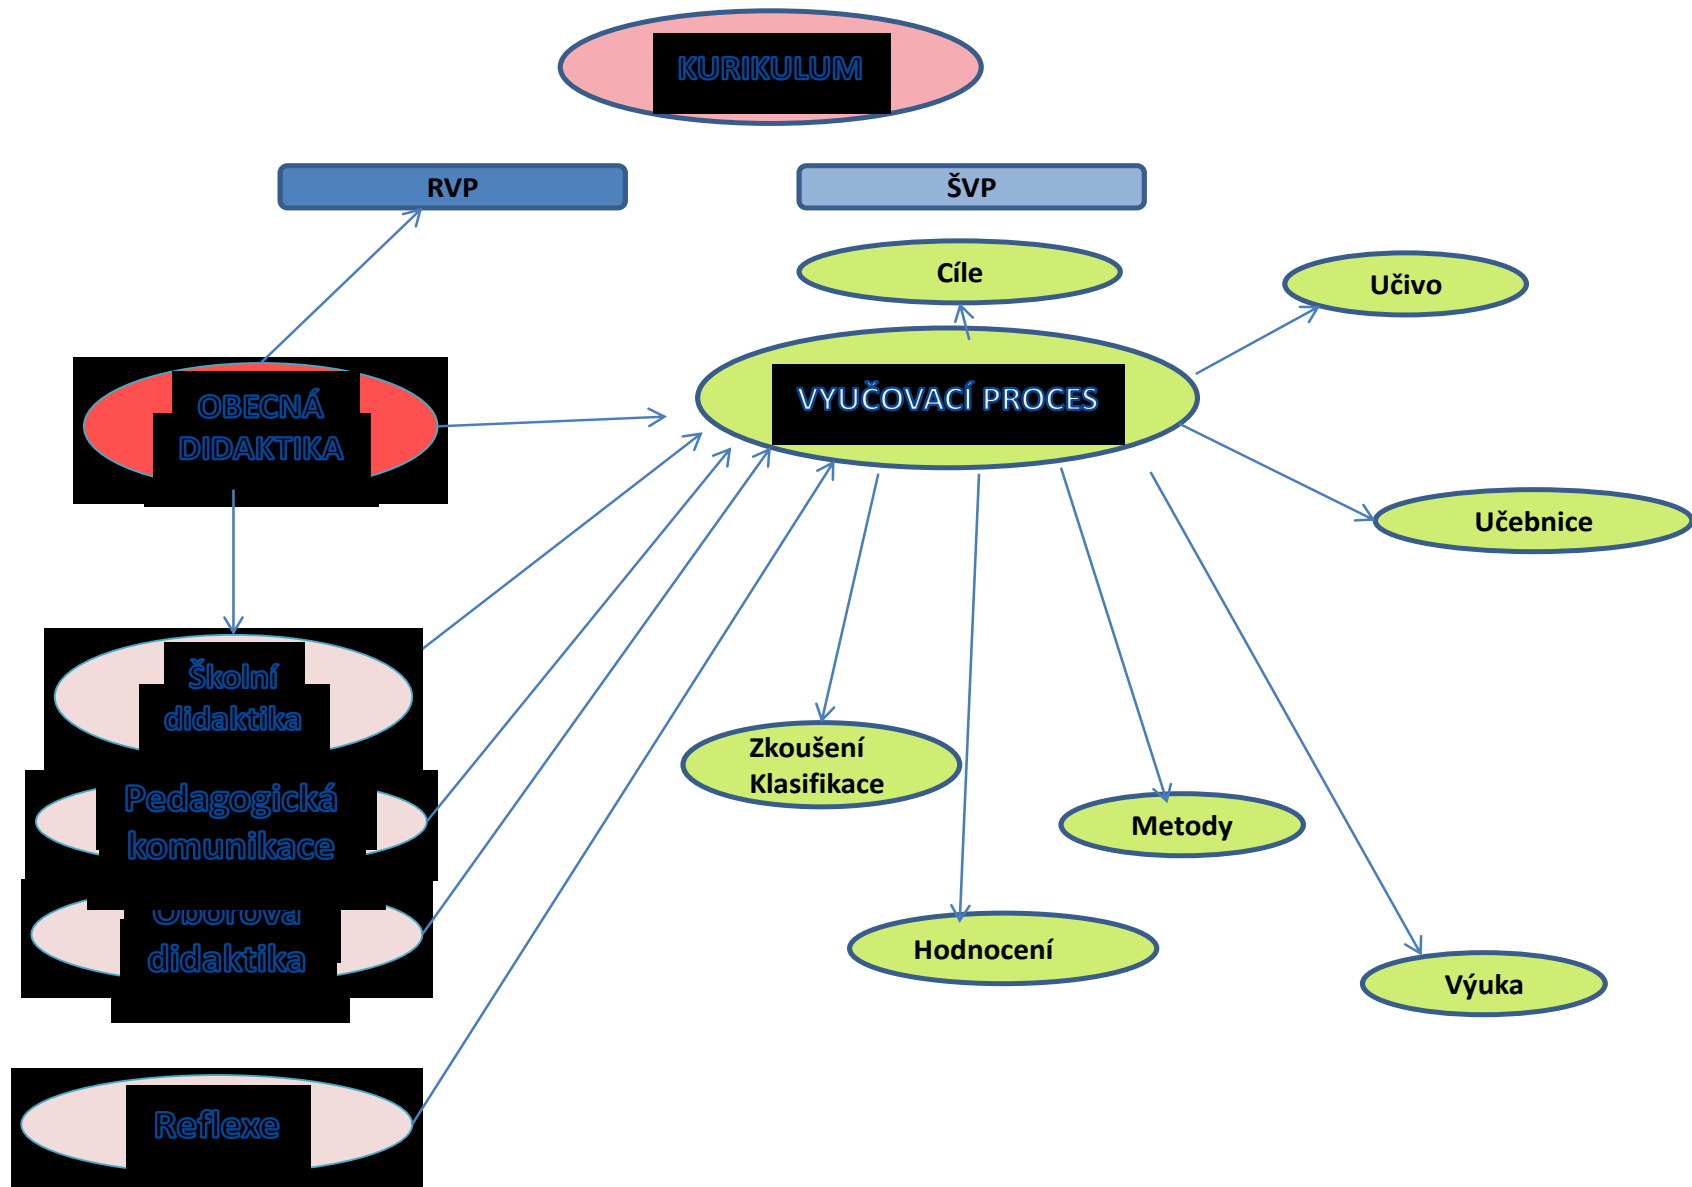 KURIKULUM
RVP
ŠVP
Cíle
Učivo
OBECNÁ
DIDAKTIKA
VYUČOVACÍ PROCES
Učebnice
Školní
didaktika
Zkoušení
Klasifikace
Pedagogická
komunikace
Metody
Oborová
didaktika
Hodnocení
Výuka
Reflexe